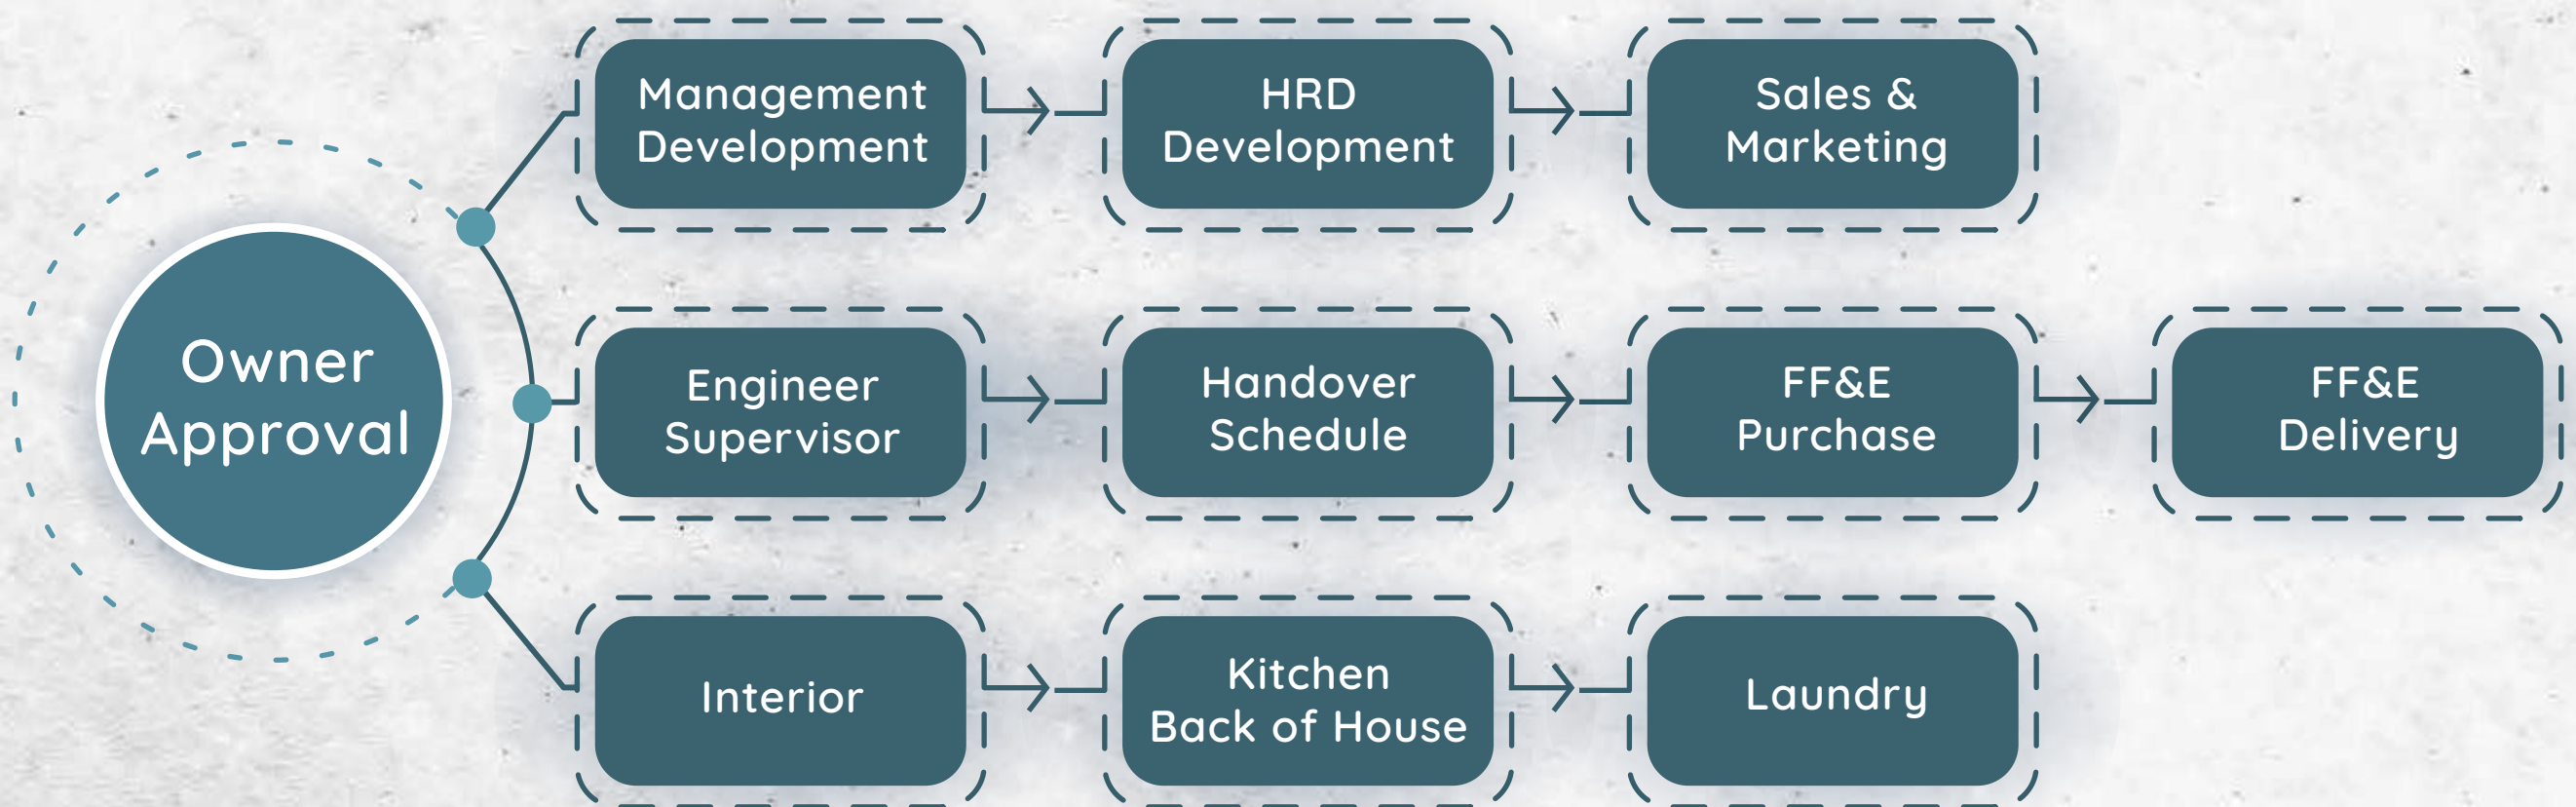 Owner
Approval
Management
Development
HRD
Development
Sales &
Marketing
Engineer
Supervisor
Handover
Schedule
FF&E
Purchase
FF&E
Delivery
Interior
Kitchen
Back of House
Laundry